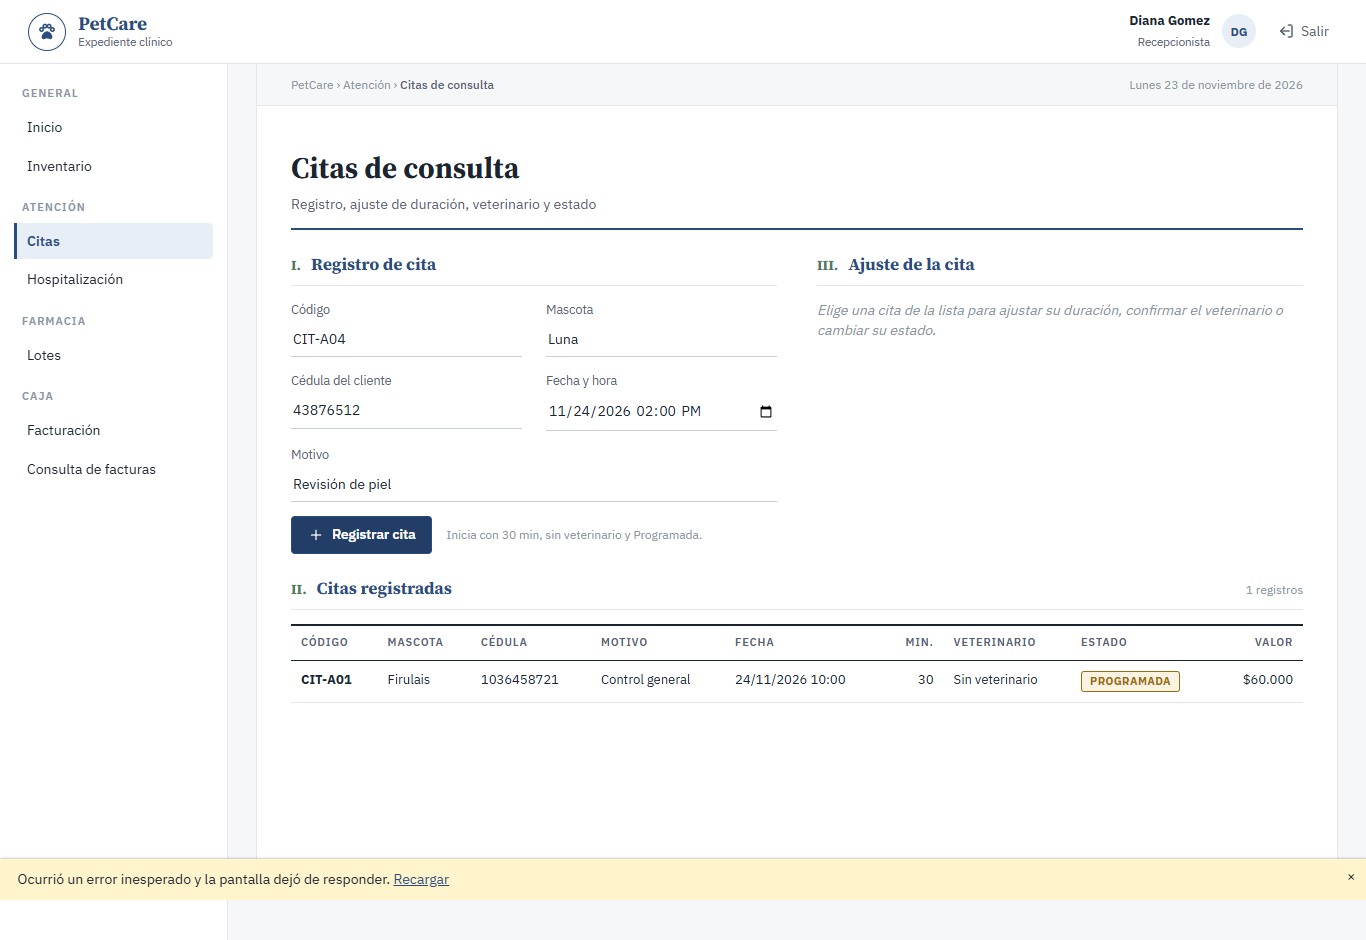 PetCare
Expediente clínico
Diana Gomez
Recepcionista
DG
Salir
GENERAL
Inicio
Inventario
ATENCIÓN
Citas
Hospitalización
FARMACIA
Lotes
CAJA
Facturación
Consulta de facturas
PetCare › Atención › Citas de consulta
Lunes 23 de noviembre de 2026
Citas de consulta
Registro, ajuste de duración, veterinario y estado
I. Registro de cita
Código
CIT-A04
Mascota
Luna
Cédula del cliente
43876512
Fecha y hora
11/24/2026 02:00 PM
Motivo
Revisión de piel
+ Registrar cita
Inicia con 30 min, sin veterinario y Programada.
III. Ajuste de la cita
Elige una cita de la lista para ajustar su duración, confirmar el veterinario o
cambiar su estado.
II. Citas registradas
1 registros
CÓDIGO MASCOTA CÉDULA MOTIVO FECHA MIN. VETERINARIO ESTADO VALOR
CIT-A01 Firulais 1036458721 Control general 24/11/2026 10:00 30 Sin veterinario PROGRAMADA $60.000
Ocurrió un error inesperado y la pantalla dejó de responder. Recargar ×